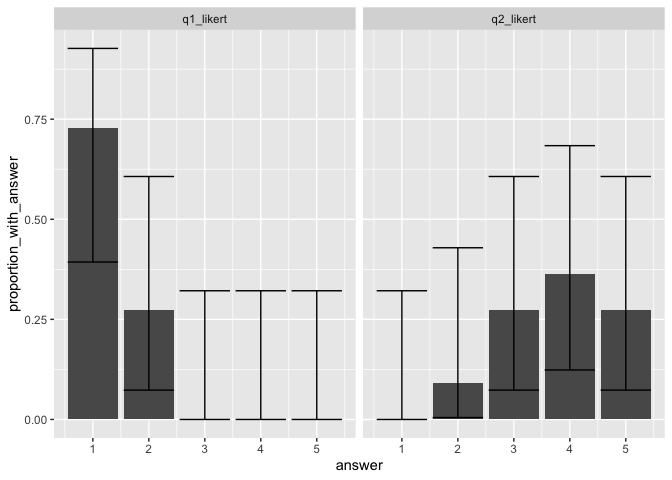 q1_likert
q2_likert
proportion_with_answer
0.75
0.50
0.25
0.00
1 2 3 4 5
1 2 3 4 5
answer